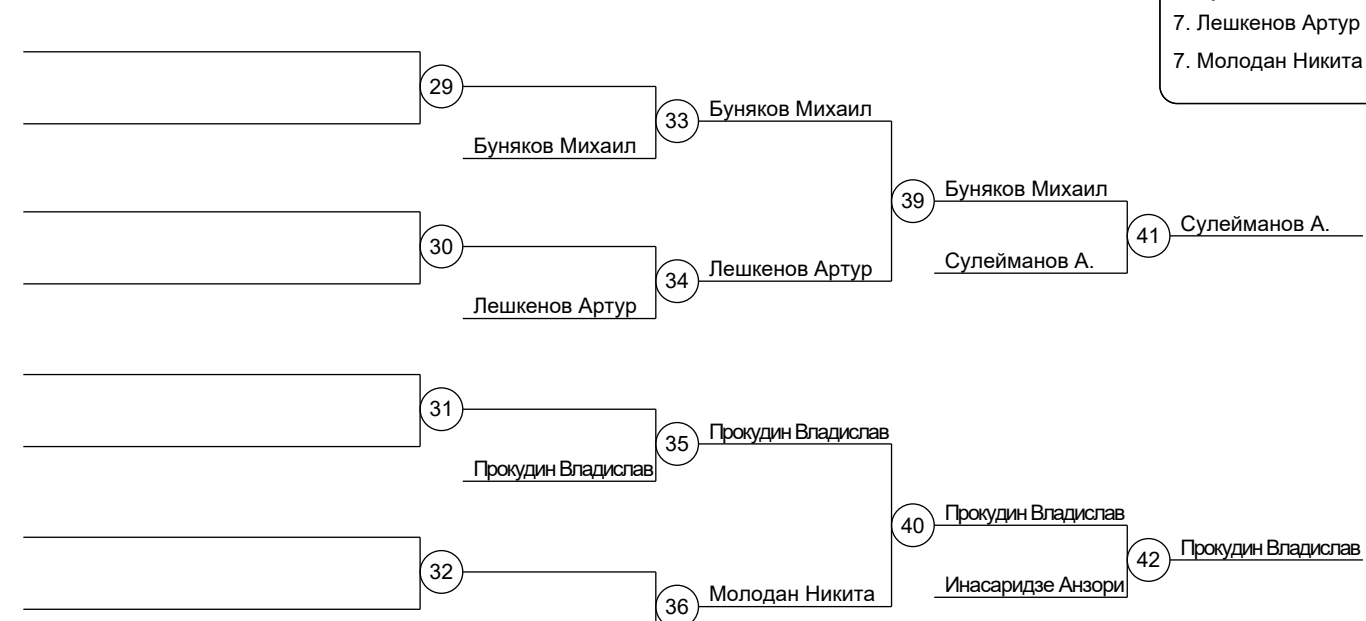 7. Лешкенов Артур
7. Молодан Никита
29
Буняков Михаил
33
Буняков Михаил
39
Буняков Михаил
30
Лешкенов Артур
34
Лешкенов Артур
Сулейманов А.
41
Сулейманов А.
31
Прокудин Владислав
35
Прокудин Владислав
40
Прокудин Владислав
32
36
Молодан Никита
Инасаридзе Анзори
42
Прокудин Владислав